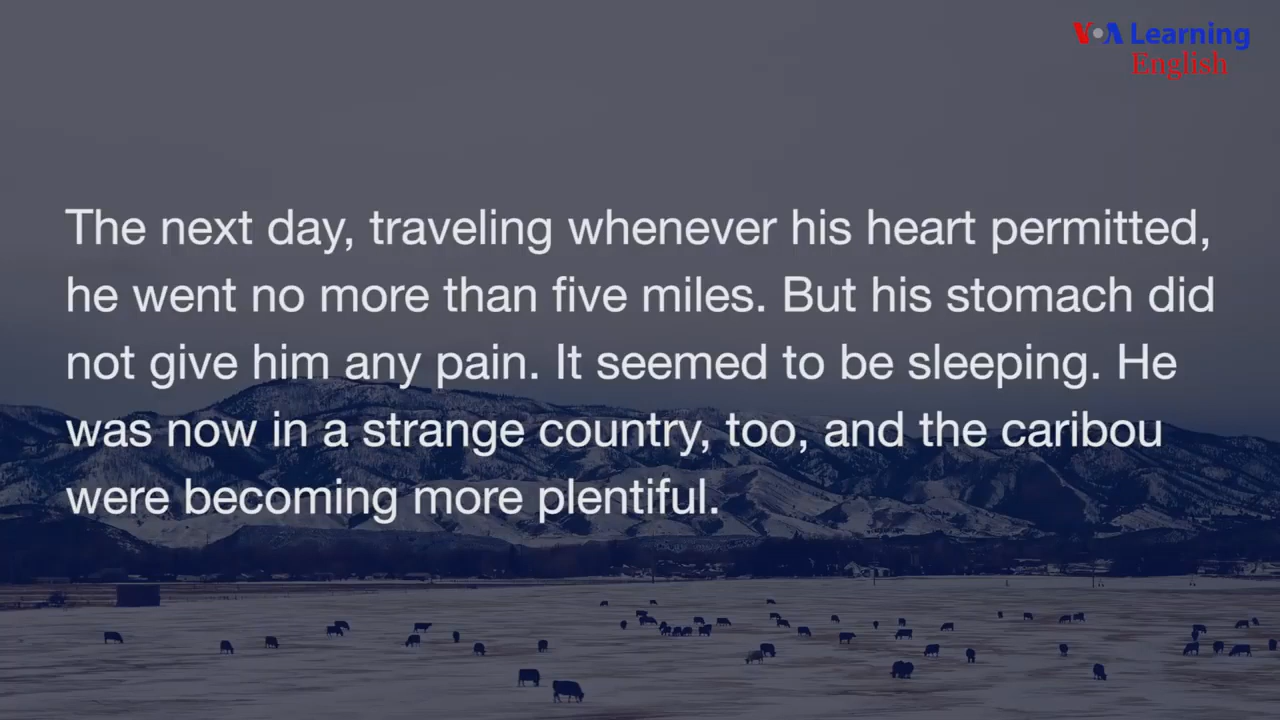 VOA Learning
English
The next day, traveling whenever his heart permitted,
he went no more than five miles. But his stomach did
not give him any pain. It seemed to be sleeping. He
was now in a strange country, too, and the caribou
were becoming more plentiful.